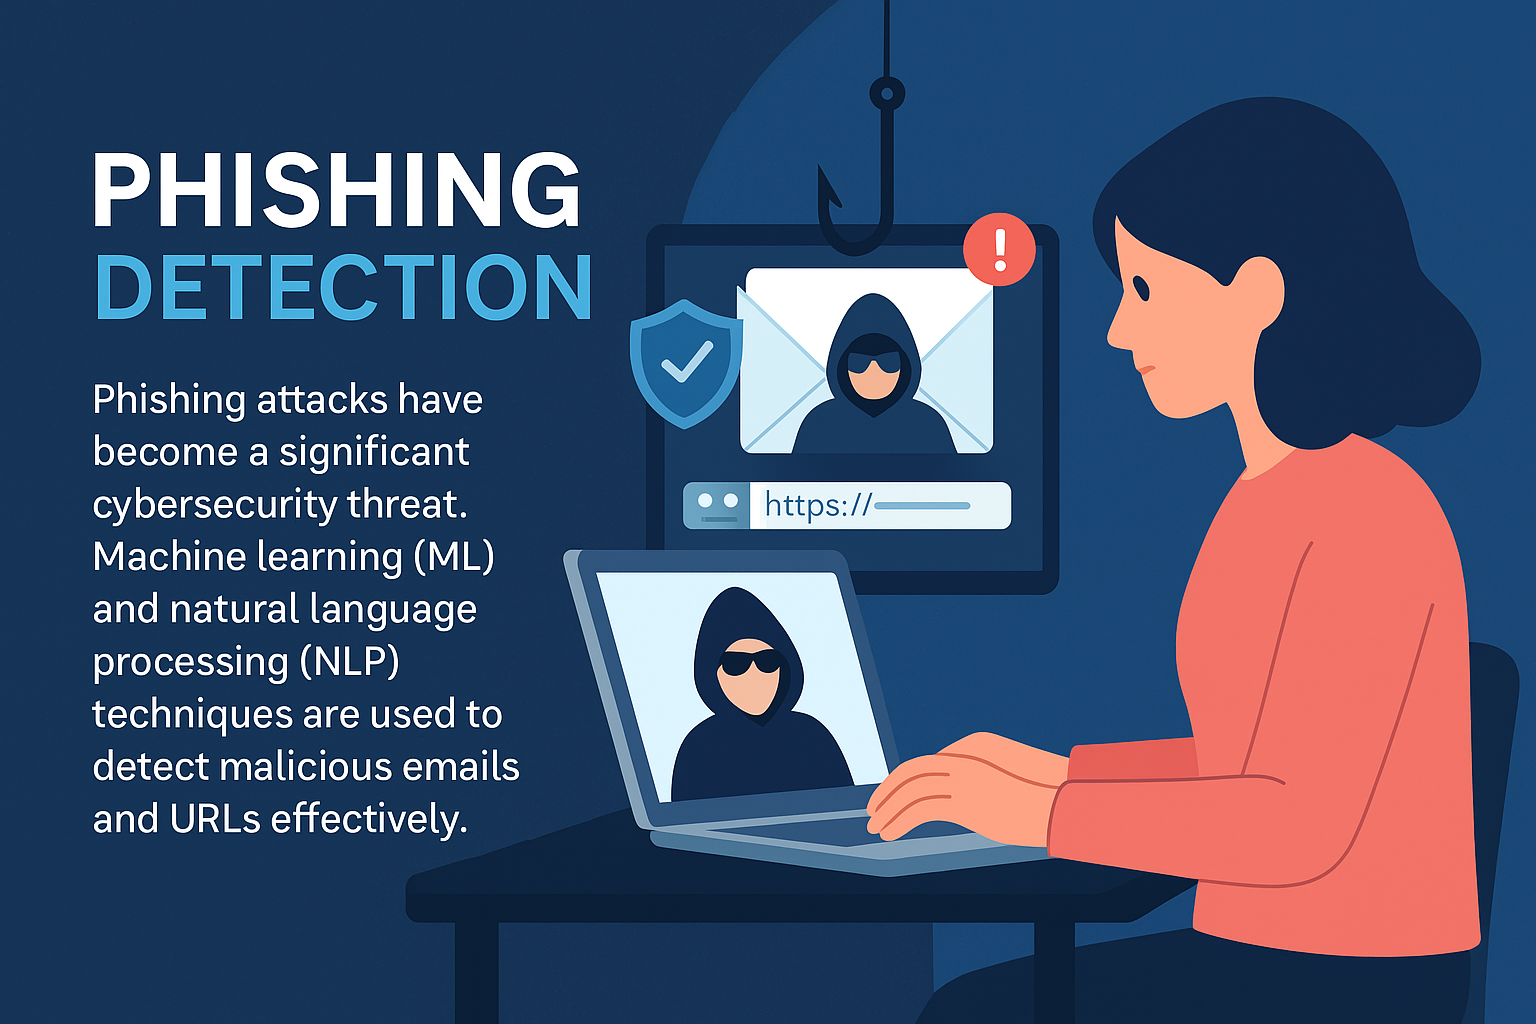 PHISHING
DETECTION
Phishing attacks have
become a significant
cybersecurity threat.
Machine learning (ML)
and natural language
processing (NLP)
techniques are used to
detect malicious emails
and URLs effectively.
!
https://